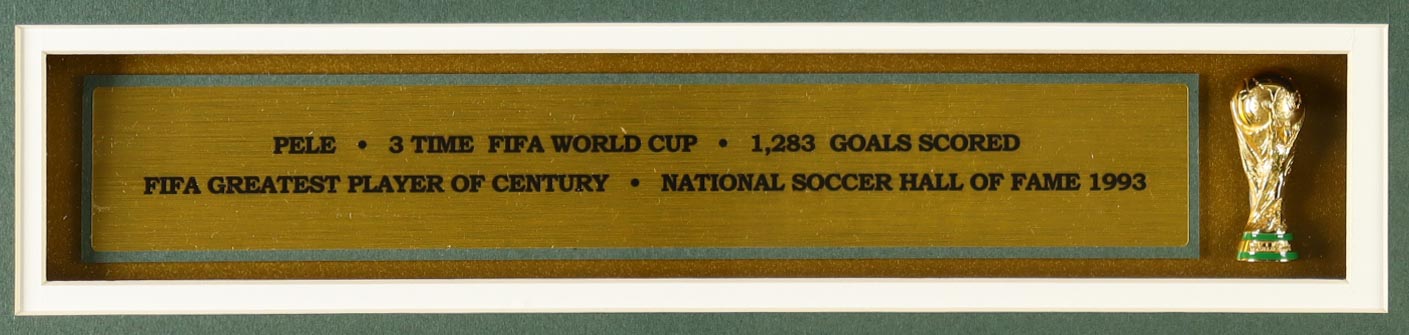 PELE • 3 TIME FIFA WORLD CUP • 1,283 GOALS SCORED
FIFA GREATEST PLAYER OF CENTURY • NATIONAL SOCCER HALL OF FAME 1993